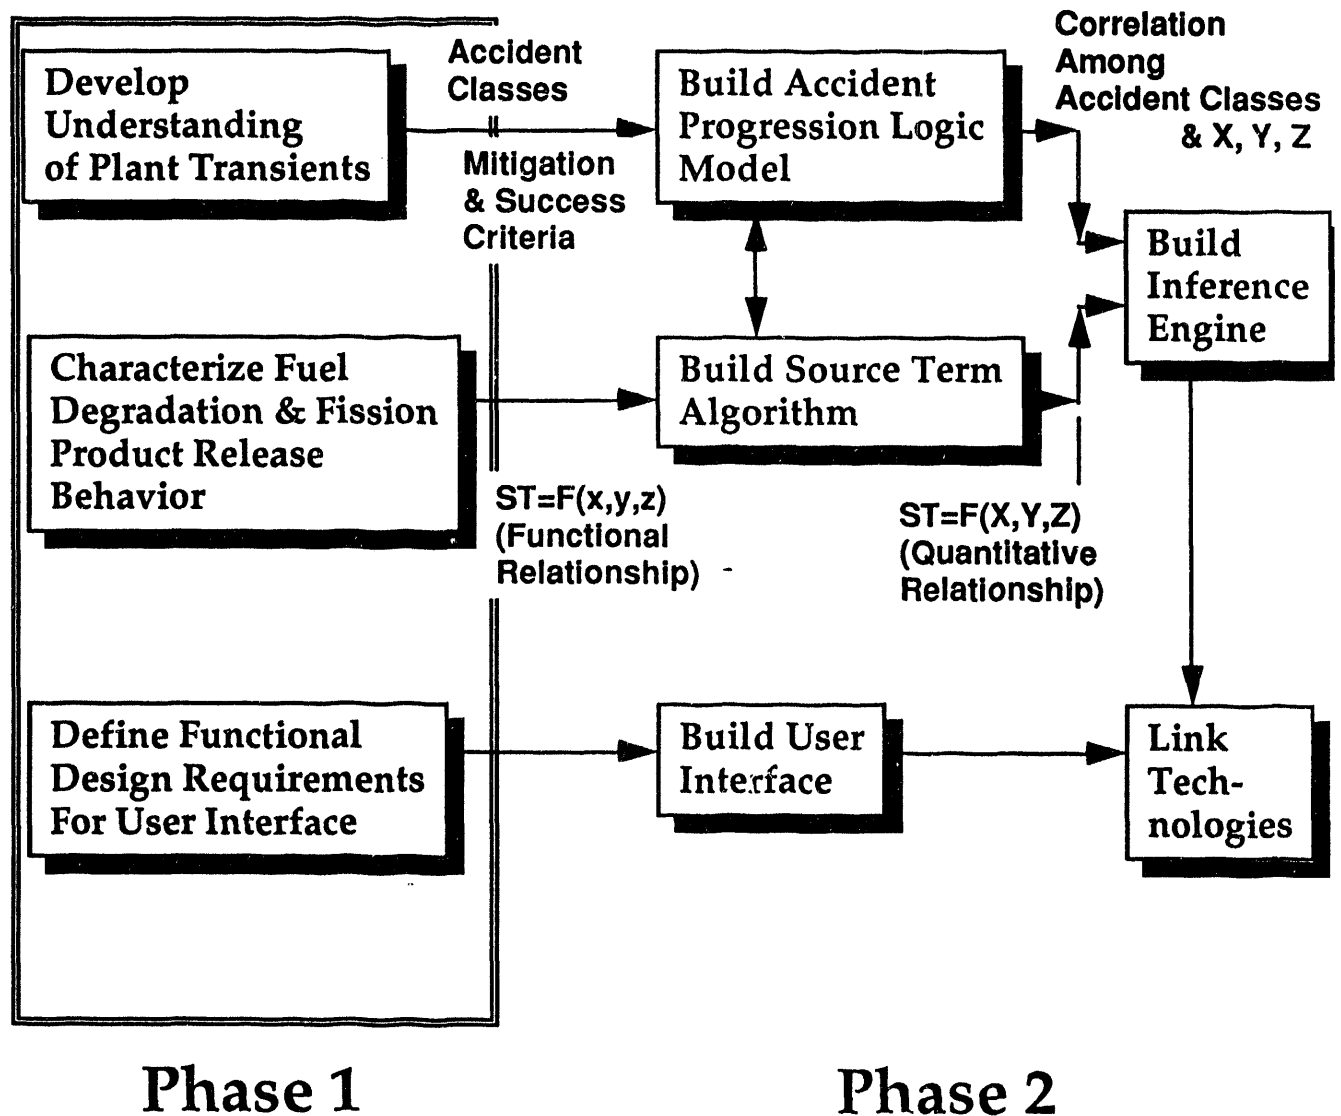 Develop
Understanding
of Plant Transients
Accident
Classes
Mitigation
& Success
Criteria
Build Accident
Progression Logic
Model
Correlation
Among
Accident Classes
& X, Y, Z
Build
Inference
Engine
Characterize Fuel
Degradation & Fission
Product Release
Behavior
ST=F(x,y,z)
(Functional
Relationship)
Build Source Term
Algorithm
ST=F(X,Y,Z)
(Quantitative
Relationship)
Define Functional
Design Requirements
For User Interface
Build User
Interface
Link
Tech-
nologies
Phase 1
Phase 2